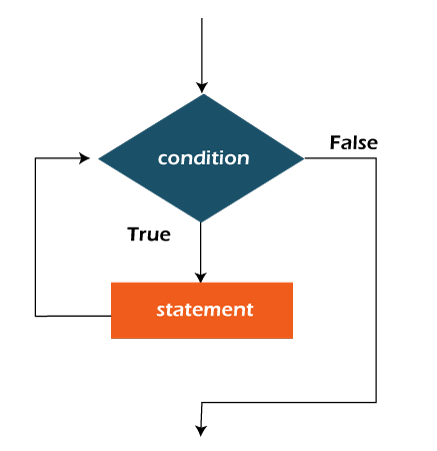 condition
False
True
statement